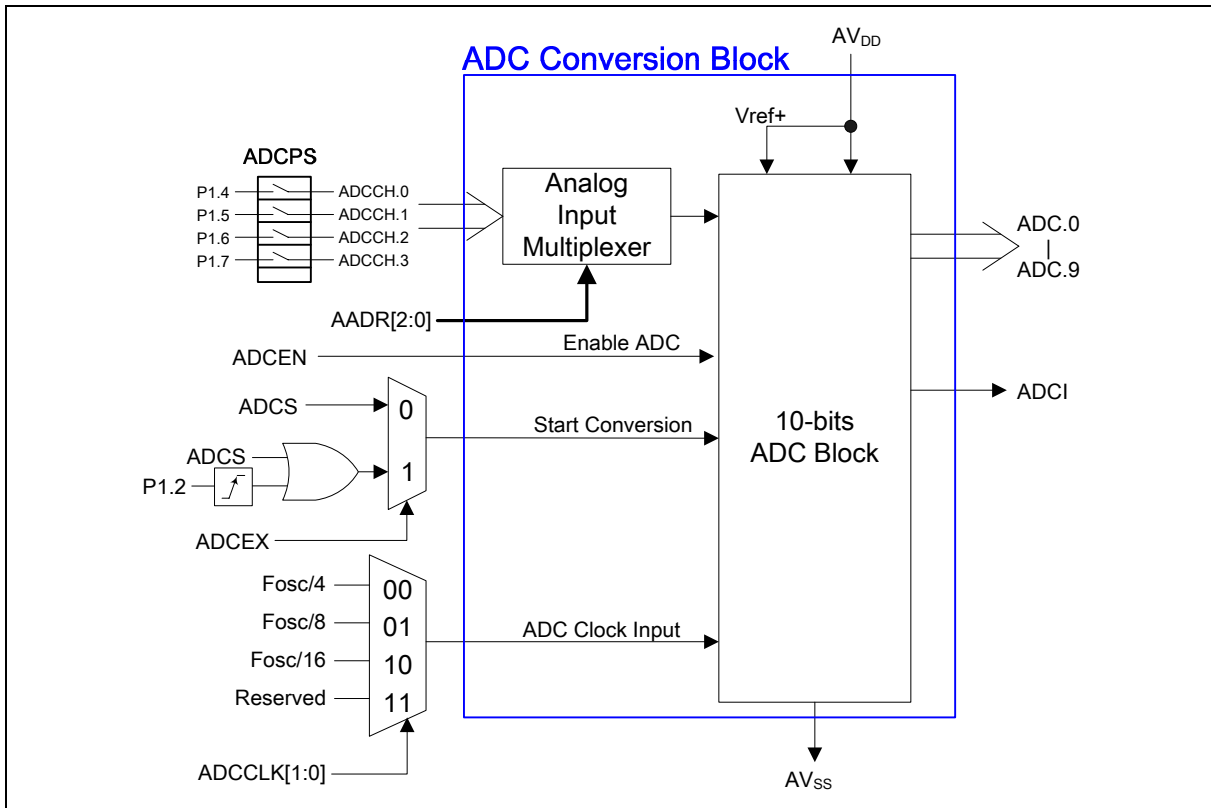 AVDD
ADC Conversion Block
Vref+
ADCPS
P1.4 ADCCH.0
P1.5 ADCCH.1
P1.6 ADCCH.2
P1.7 ADCCH.3
Analog
Input
Multiplexer
ADC.0
ADC.9
AADR[2:0]
ADCEN
Enable ADC
ADCI
ADCS
0
Start Conversion
10-bits
ADC Block
ADCS
P1.2
1
ADCEX
Fosc/4 00
Fosc/8 01
ADC Clock Input
Fosc/16 10
Reserved 11
ADCCLK[1:0]
AVSS